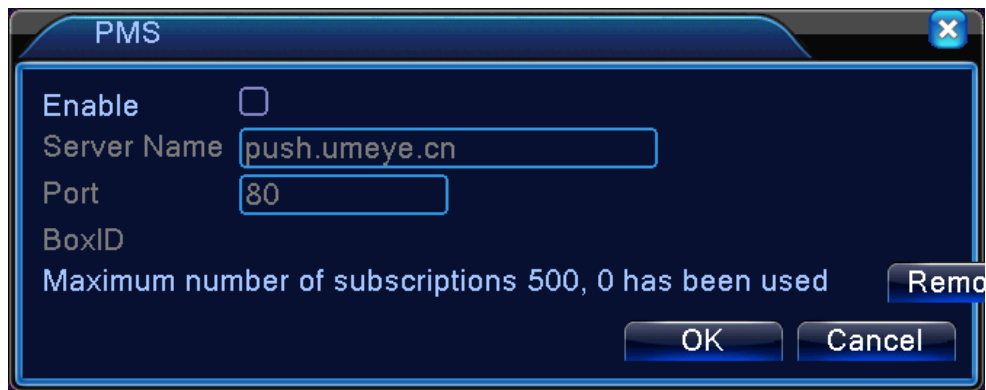 PMS
Enable
Server Name push.umeye.cn
Port 80
BoxID
Maximum number of subscriptions 500, 0 has been used Remo
OK Cancel